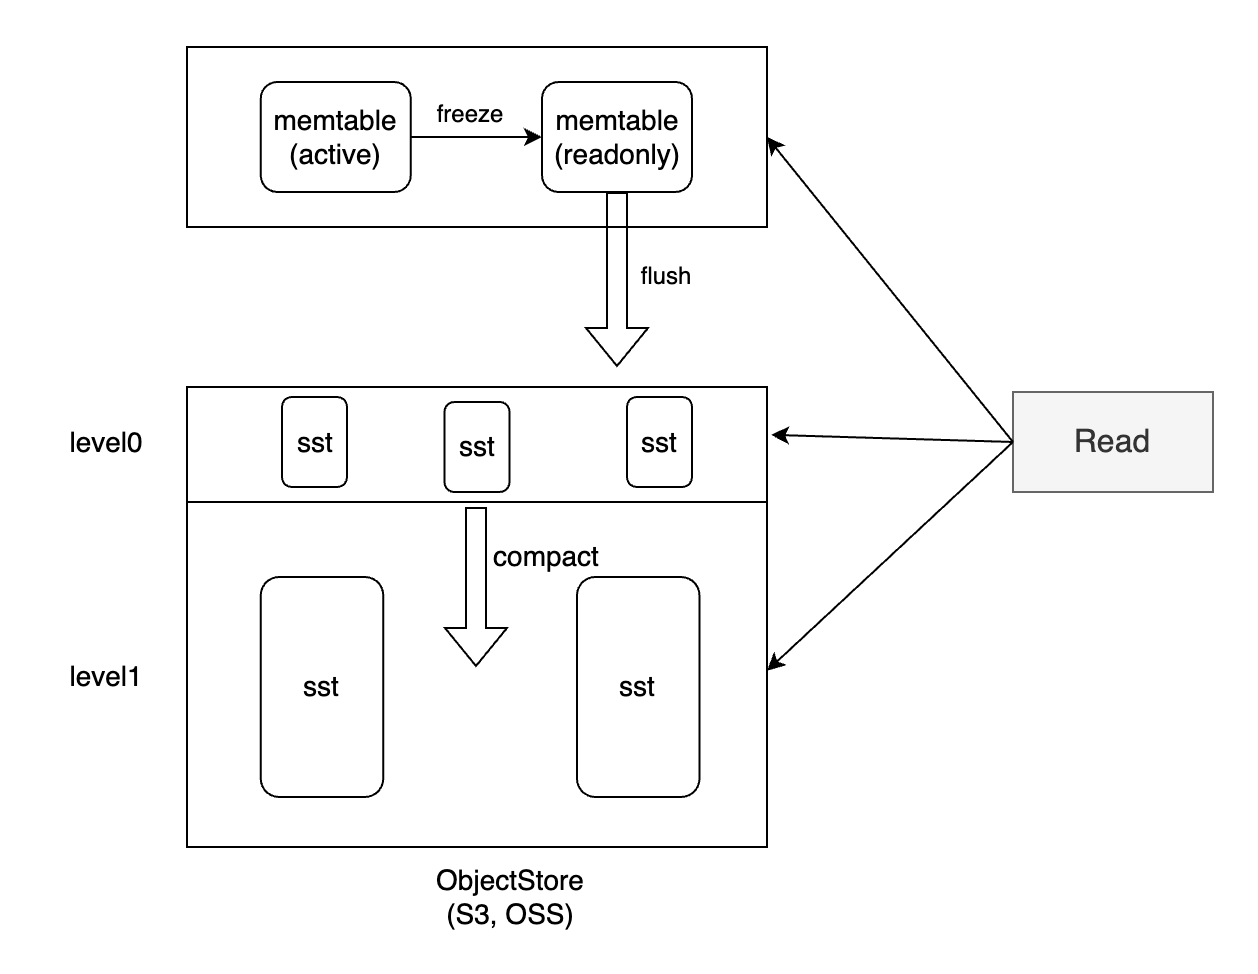 memtable
(active)
freeze
memtable
(readonly)
flush
level0
sst
sst
sst
Read
compact
level1
sst
sst
ObjectStore
(S3, OSS)